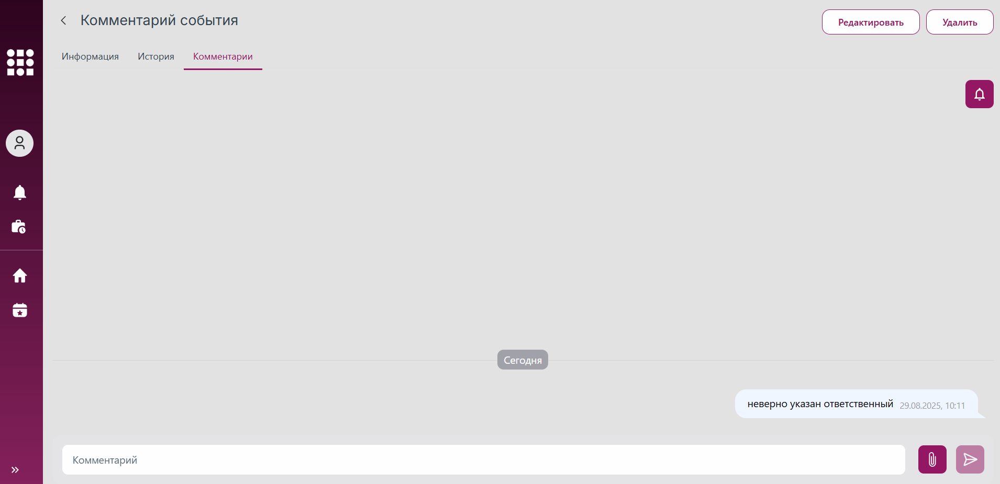 Комментарий события
Редактировать
Удалить
Информация
История
Комментарии
Сегодня
неверно указан ответственный 29.08.2025, 10:11
Комментарий